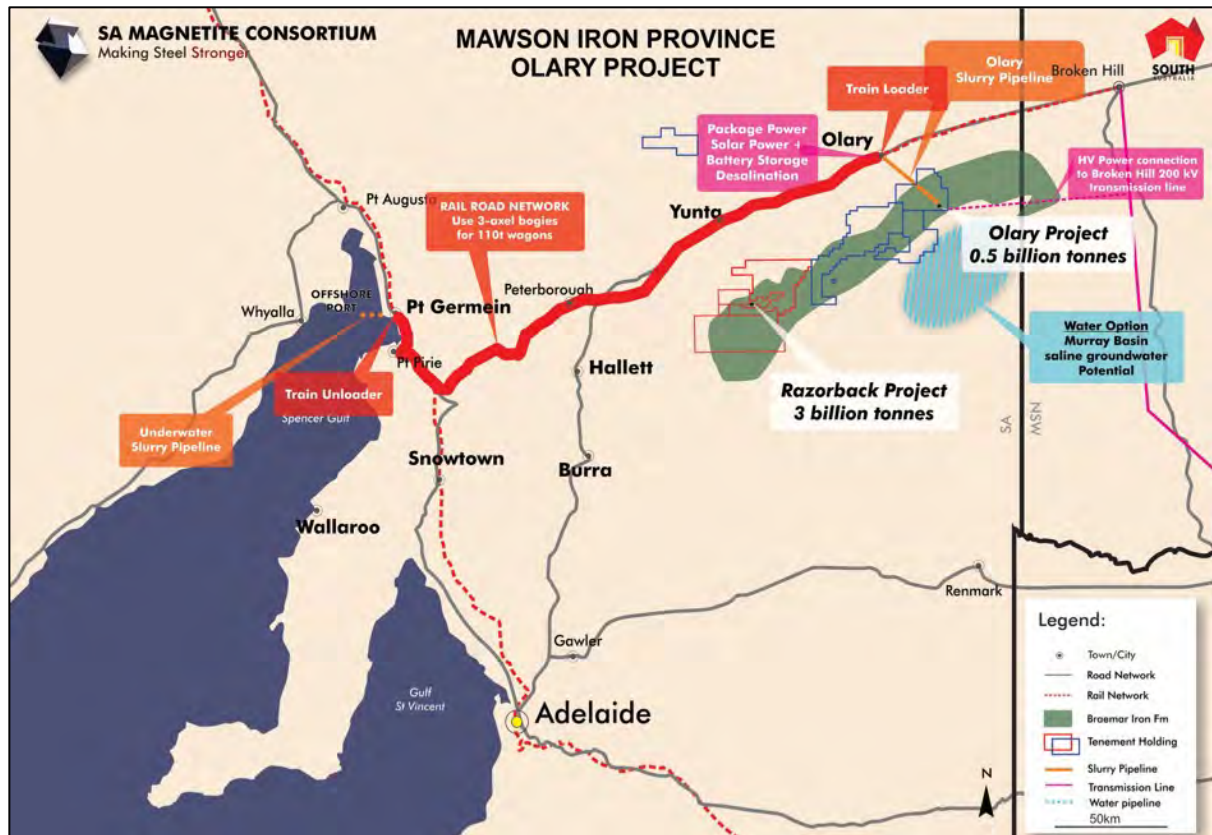 SA MAGNETITE CONSORTIUM
Making Steel Stronger
MAWSON IRON PROVINCE
OLARY PROJECT
SOUTH
AUSTRALIA
Broken Hill
Olary
Slurry Pipeline
Train Loader
Package Power
Solar Power +
Battery Storage
Desalination
Olary
HV Power connection
to Broken Hill 200 kV
transmission line
Pt Augusta
RAIL ROAD NETWORK
Use 3-axel bogies
for 110t wagons
Yunta
Olary Project
0.5 billion tonnes
OFFSHORE
PORT
Whyalla
Pt Germein
Peterborough
Pt Pirie
Hallett
Water Option
Murray Basin
saline groundwater
Potential
Train Unloader
Razorback Project
3 billion tonnes
Spencer Gulf
Underwater
Slurry Pipeline
SA
NSW
Snowtown
Burra
Wallaroo
Renmark
Gawler
Gulf
St Vincent
Adelaide
N
Legend:
Town/City
Road Network
Rail Network
Braemar Iron Fm
Tenement Holding
Slurry Pipeline
Transmission Line
Water pipeline
50km